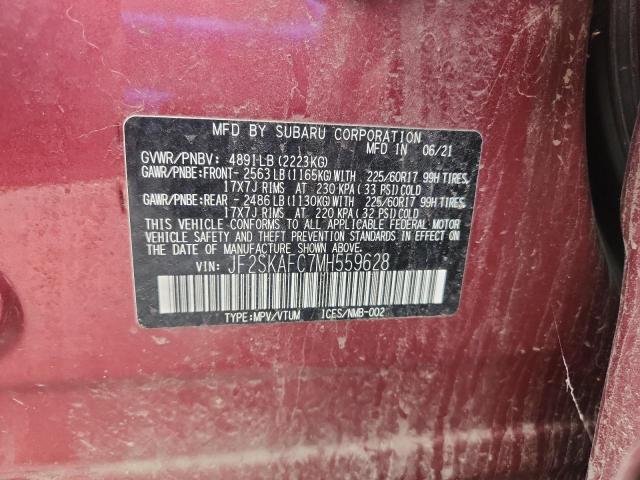 MFD BY SUBARU CORPORATION
MFD IN 06/21
GVWR/PNBV: 4891LB (2223KG)
GAWR/PNBE:FRONT- 2563LB (1165KG) WITH 225/60R17 99H TIRES,
17X7J RIMS AT 230 KPA (33 PSI)COLD
GAWR/PNBE:REAR - 2486LB (1130KG) WITH 225/60R17 99H TIRES,
17X7J RIMS AT 220 KPA (32 PSI)COLD
THIS VEHICLE CONFORMS TO ALL APPLICABLE FEDERAL MOTOR
VEHICLE SAFETY AND THEFT PREVENTION STANDARDS IN EFFECT ON
THE DATE OF MANUFACTURE SHOWN ABOVE.
VIN: JF2SKAFC7MH559628
TYPE:MPV/VTUM ICES/NMB-002